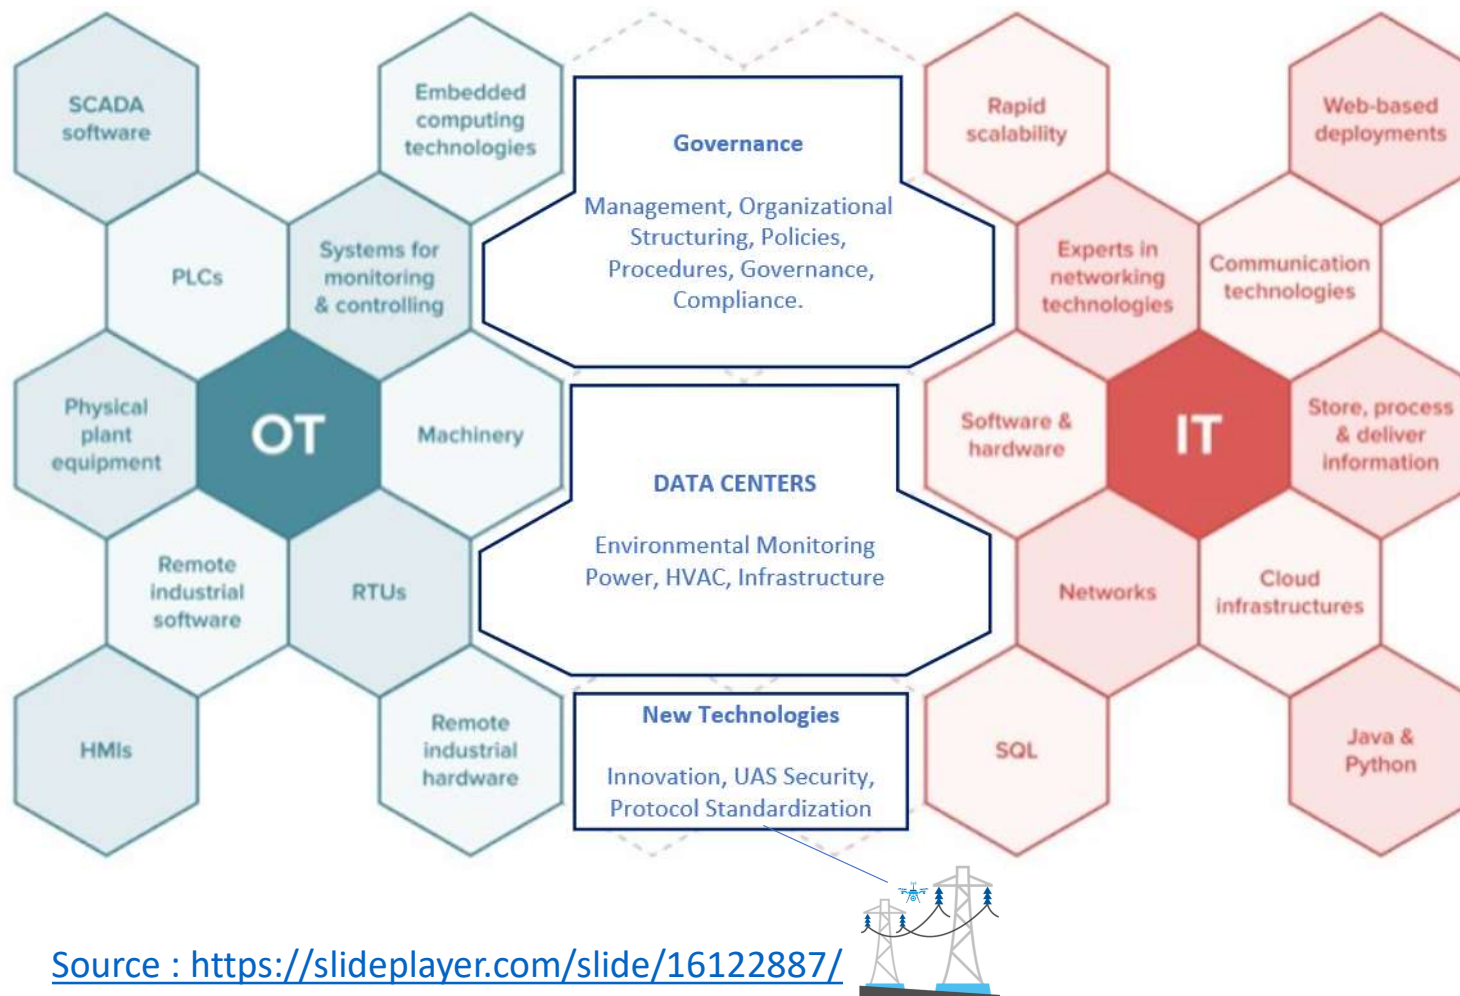 SCADA
software
Embedded
computing
technologies
PLCs
Systems for
monitoring
& controlling
Physical
plant
equipment
OT
Machinery
Remote
industrial
software
RTUs
HMIs
Remote
industrial
hardware
Governance
Management, Organizational
Structuring, Policies,
Procedures, Governance,
Compliance.
DATA CENTERS
Environmental Monitoring
Power, HVAC, Infrastructure
New Technologies
Innovation, UAS Security,
Protocol Standardization
Rapid
scalability
Web-based
deployments
Experts in
networking
technologies
Communication
technologies
Software &
hardware
IT
Store, process
& deliver
information
Networks
Cloud
infrastructures
SQL
Java &
Python
Source : https://slideplayer.com/slide/16122887/